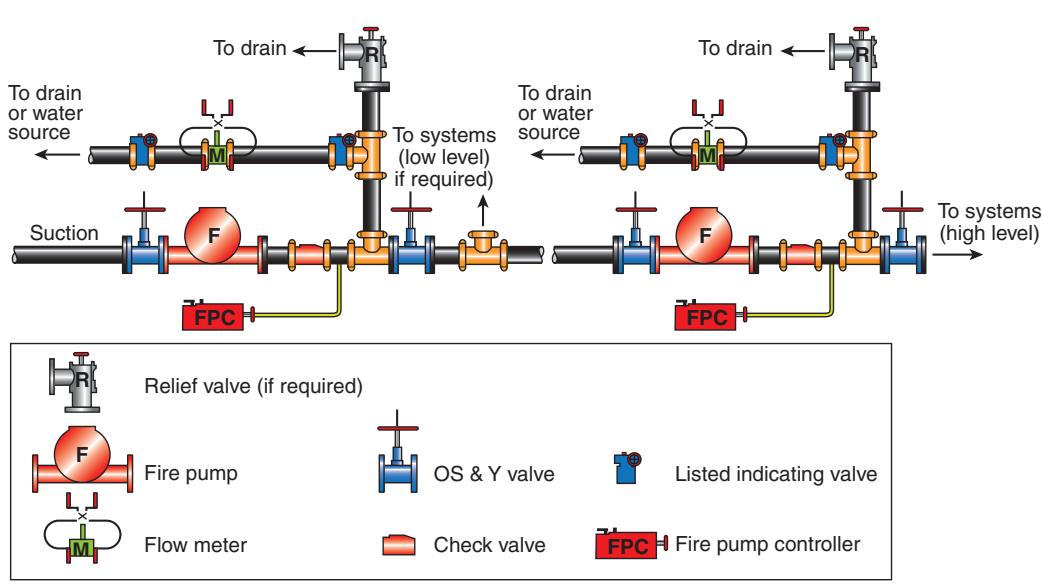 To drain
R
To drain
R
To drain
or water
source
M
To systems
(low level)
if required)
To drain
or water
source
M
Suction
F
F
To systems
(high level)
FPC
FPC
R
Relief valve (if required)
F
Fire pump
OS & Y valve
Listed indicating valve
M
Flow meter
Check valve
FPC
Fire pump controller